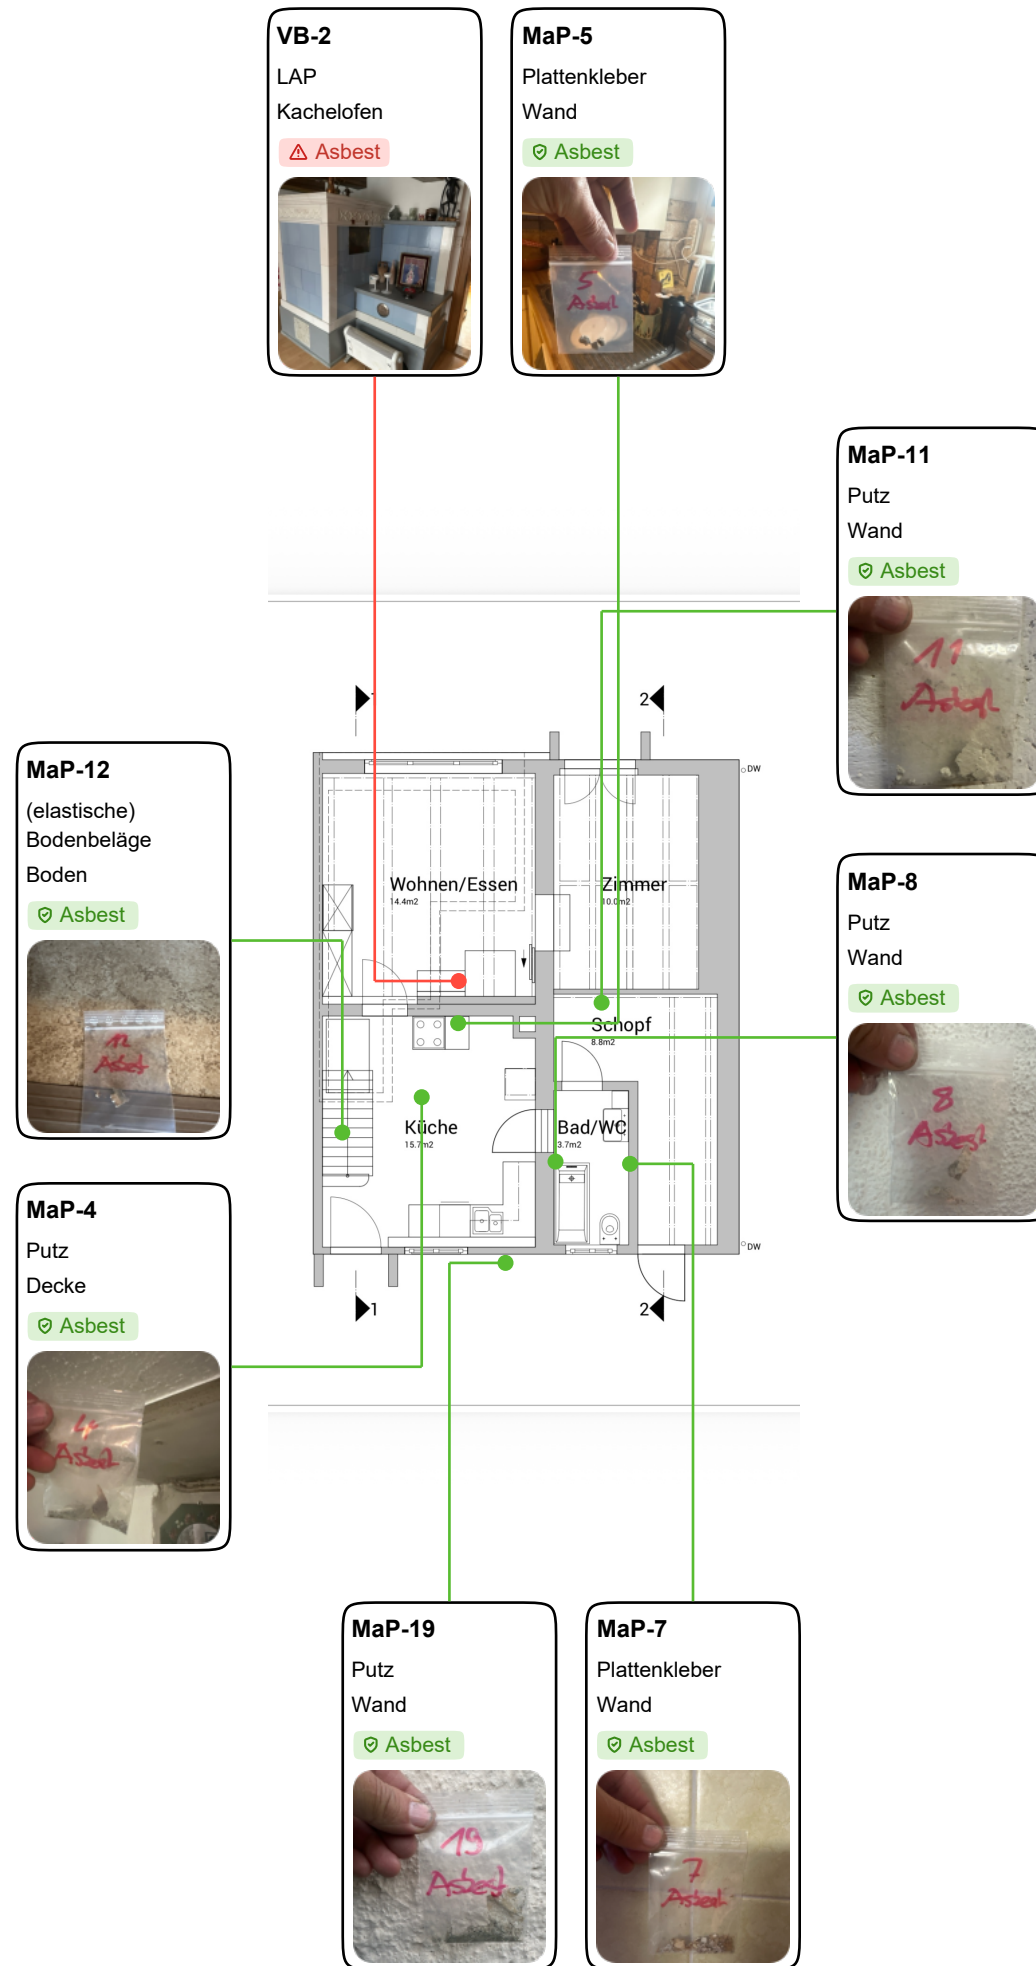 VB-2
LAP
Kachelofen
Asbest
MaP-5
Plattenkleber
Wand
Asbest
5
Asbest
MaP-11
Putz
Wand
Asbest
11
Asbest
2
DW
MaP-12
(elastische)
Bodenbeläge
Boden
Asbest
12
Asbest
Wohnen/Essen
14.4m2
Zimmer
10.0m2
MaP-8
Putz
Wand
Asbest
8
Asbest
Schopf
8.8m2
Küche
15.7m2
Bad/WC
3.7m2
MaP-4
Putz
Decke
Asbest
4
Asbest
DW
1
2
MaP-19
Putz
Wand
Asbest
19
Asbest
MaP-7
Plattenkleber
Wand
Asbest
7
Asbest